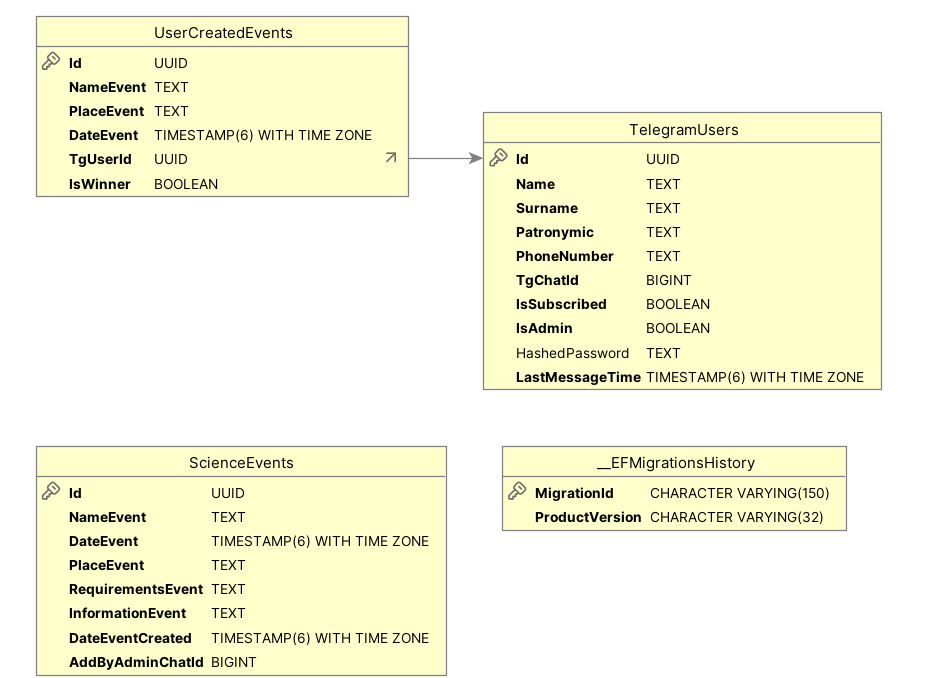 UserCreatedEvents
Id UUID
NameEvent TEXT
PlaceEvent TEXT
DateEvent TIMESTAMP(6) WITH TIME ZONE
TgUserId UUID
IsWinner BOOLEAN
TelegramUsers
Id UUID
Name TEXT
Surname TEXT
Patronymic TEXT
PhoneNumber TEXT
TgChatId BIGINT
IsSubscribed BOOLEAN
IsAdmin BOOLEAN
HashedPassword TEXT
LastMessageTime TIMESTAMP(6) WITH TIME ZONE
ScienceEvents
Id UUID
NameEvent TEXT
DateEvent TIMESTAMP(6) WITH TIME ZONE
PlaceEvent TEXT
RequirementsEvent TEXT
InformationEvent TEXT
DateEventCreated TIMESTAMP(6) WITH TIME ZONE
AddByAdminChatId BIGINT
__EFMigrationsHistory
MigrationId CHARACTER VARYING(150)
ProductVersion CHARACTER VARYING(32)